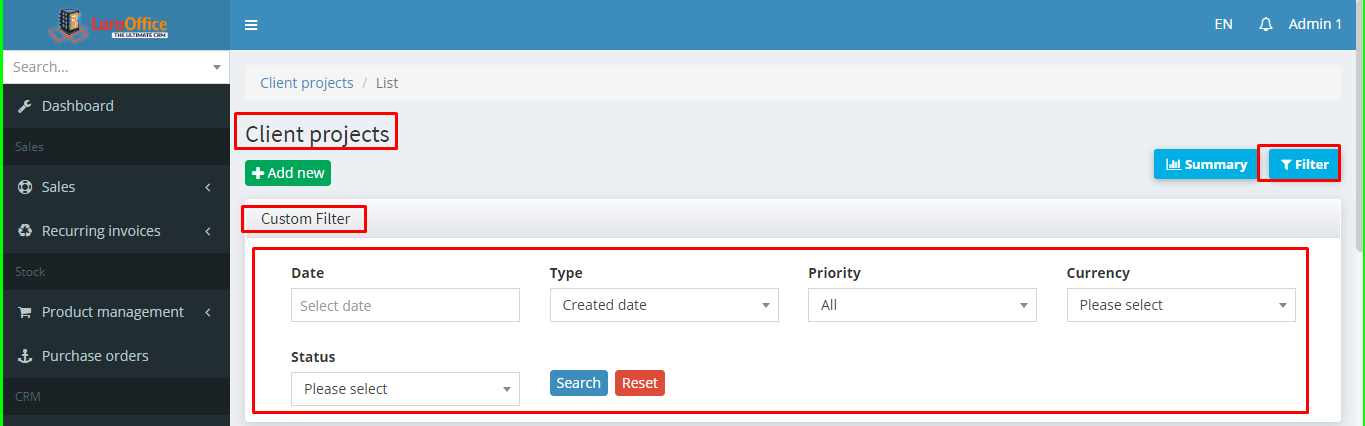 LaraOffice
THE ULTIMATE CRM
EN
Admin 1
Search...
Dashboard
Sales
Sales
Recurring invoices
Stock
Product management
Purchase orders
CRM
Client projects / List
Client projects
Add new
Summary
Filter
Custom Filter
Date
Type
Priority
Currency
Select date
Created date
All
Please select
Status
Please select
Search
Reset